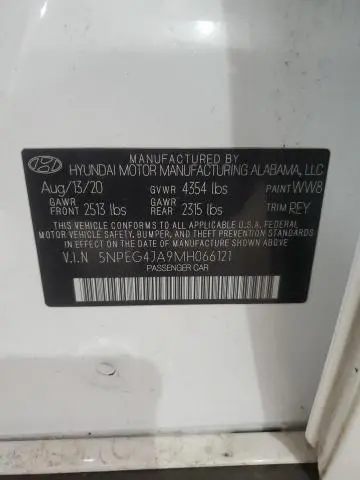 MANUFACTURED BY
HYUNDAI MOTOR MANUFACTURING ALABAMA, LLC
Aug/13/20 GVWR 4354 lbs PAINT WW8
GAWR FRONT 2513 lbs GAWR REAR 2315 lbs TRIM REY
THIS VEHICLE CONFORMS TO ALL APPLICABLE U.S.A. FEDERAL
MOTOR VEHICLE SAFETY, BUMPER, AND THEFT PREVENTION
STANDARDS IN EFFECT ON THE
DATE OF MANUFACTURE SHOWN ABOVE.
V.I.N 5NPEG4JA9MH066121
PASSENGER CAR